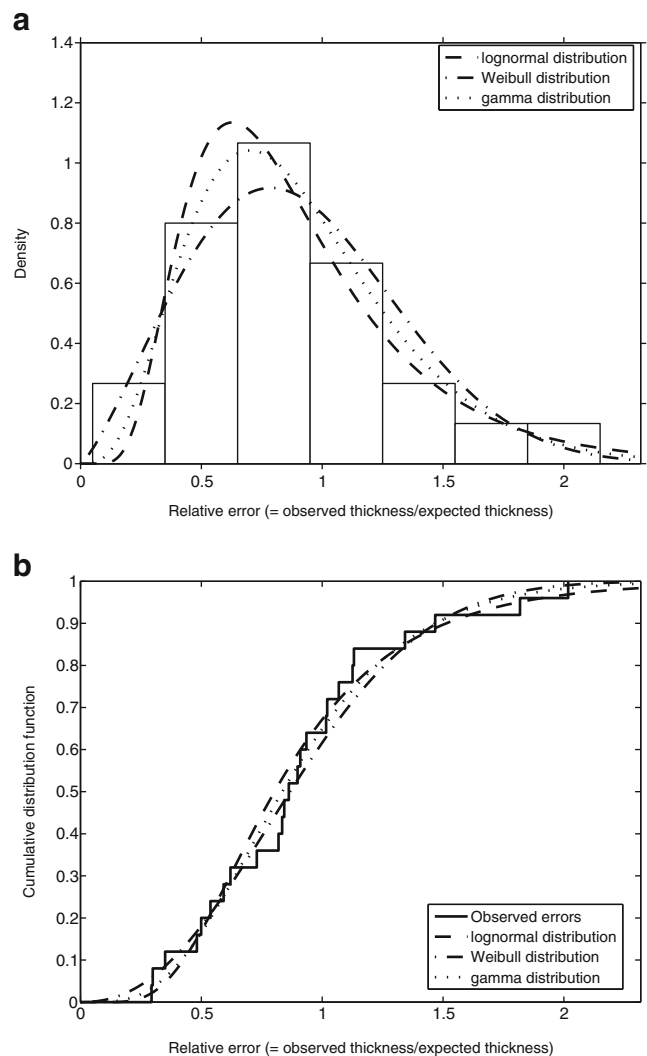 a
1.4
1.2
1
0.8
0.6
0.4
0.2
0
Density
lognormal distribution
Weibull distribution
gamma distribution
0 0.5 1 1.5 2
Relative error (= observed thickness/expected thickness)
b
1
0.9
0.8
0.7
0.6
0.5
0.4
0.3
0.2
0.1
0
Cumulative distribution function
Observed errors
lognormal distribution
Weibull distribution
gamma distribution
0 0.5 1 1.5 2
Relative error (= observed thickness/expected thickness)